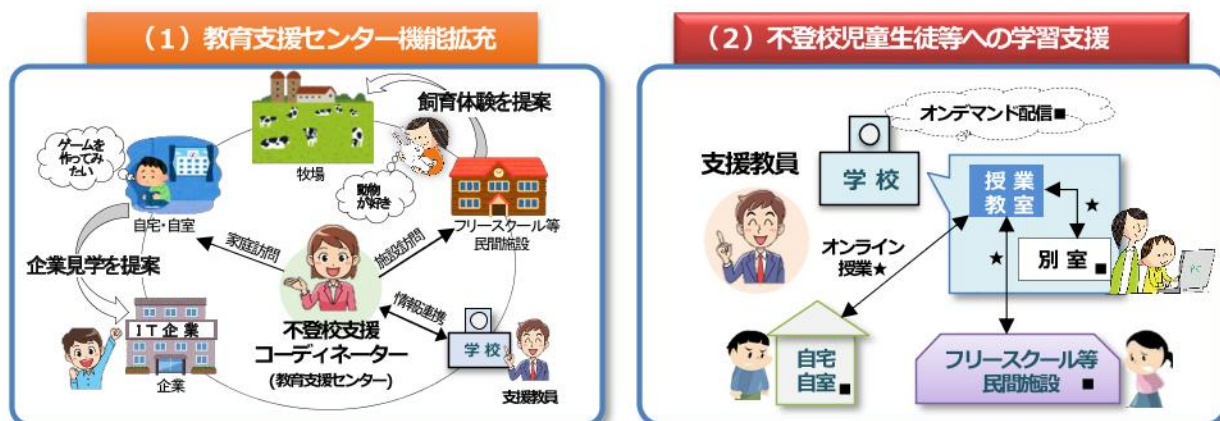 （1）教育支援センター機能拡充
飼育体験を提案
ゲームを
作ってみ
たい
牧場
動物
が好き
自宅・自室
フリースクール等
民間施設
家庭訪問
施設訪問
企業見学を提案
情報連携
IT企業
企業
不登校支援
コーディネーター
(教育支援センター)
学校
支援教員
（2）不登校児童生徒等への学習支援
オンデマンド配信■
支援教員
学校
授業
教室
★
オンライン
授業★
★
別室■
PC
自宅
自室■
フリースクール等
民間施設■